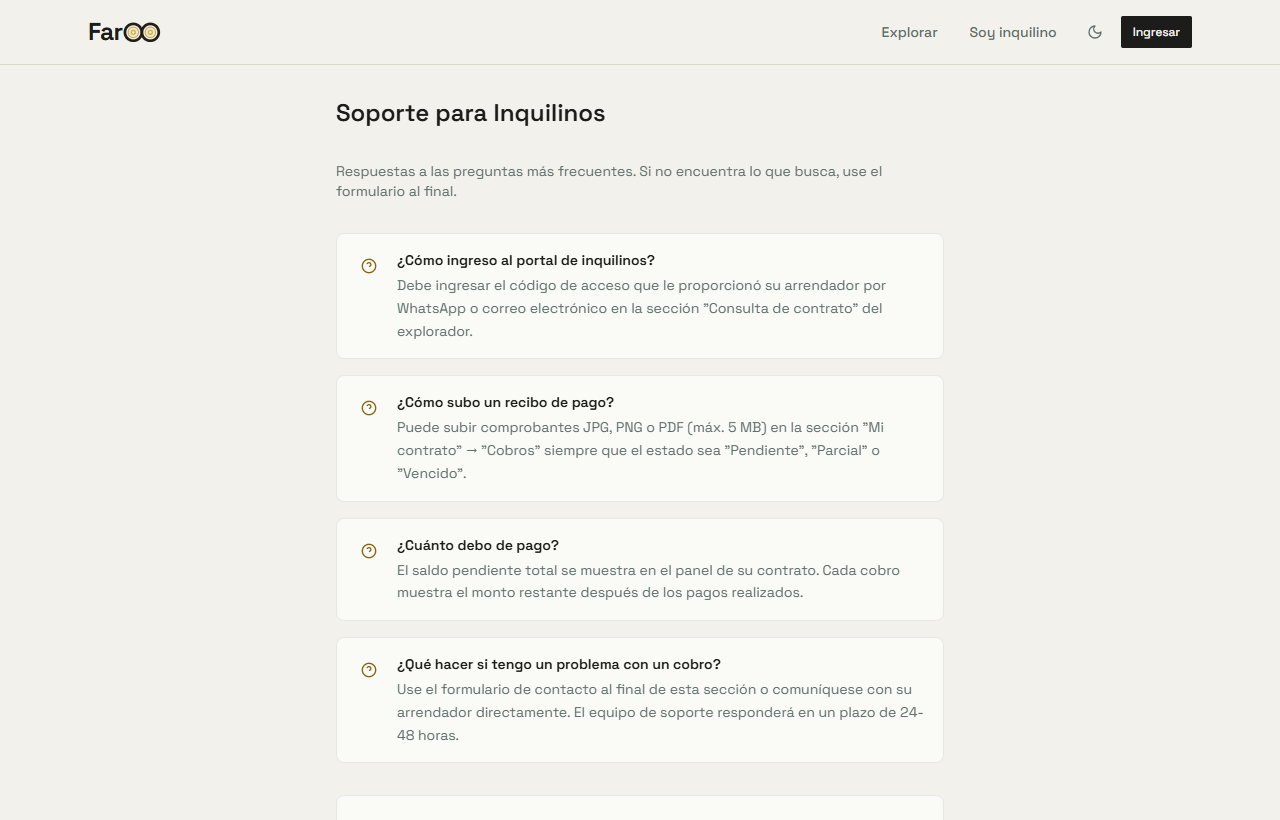 Faroo
Explorar
Soy inquilino
Ingresar
Soporte para Inquilinos
Respuestas a las preguntas más frecuentes. Si no encuentra lo que busca, use el
formulario al final.
¿Cómo ingreso al portal de inquilinos?
Debe ingresar el código de acceso que le proporcionó su arrendador por
WhatsApp o correo electrónico en la sección "Consulta de contrato" del
explorador.
¿Cómo subo un recibo de pago?
Puede subir comprobantes JPG, PNG o PDF (máx. 5 MB) en la sección "Mi
contrato" → "Cobros" siempre que el estado sea "Pendiente", "Parcial" o
"Vencido".
¿Cuánto debo de pago?
El saldo pendiente total se muestra en el panel de su contrato. Cada cobro
muestra el monto restante después de los pagos realizados.
¿Qué hacer si tengo un problema con un cobro?
Use el formulario de contacto al final de esta sección o comuníquese con su
arrendador directamente. El equipo de soporte responderá en un plazo de 24-
48 horas.